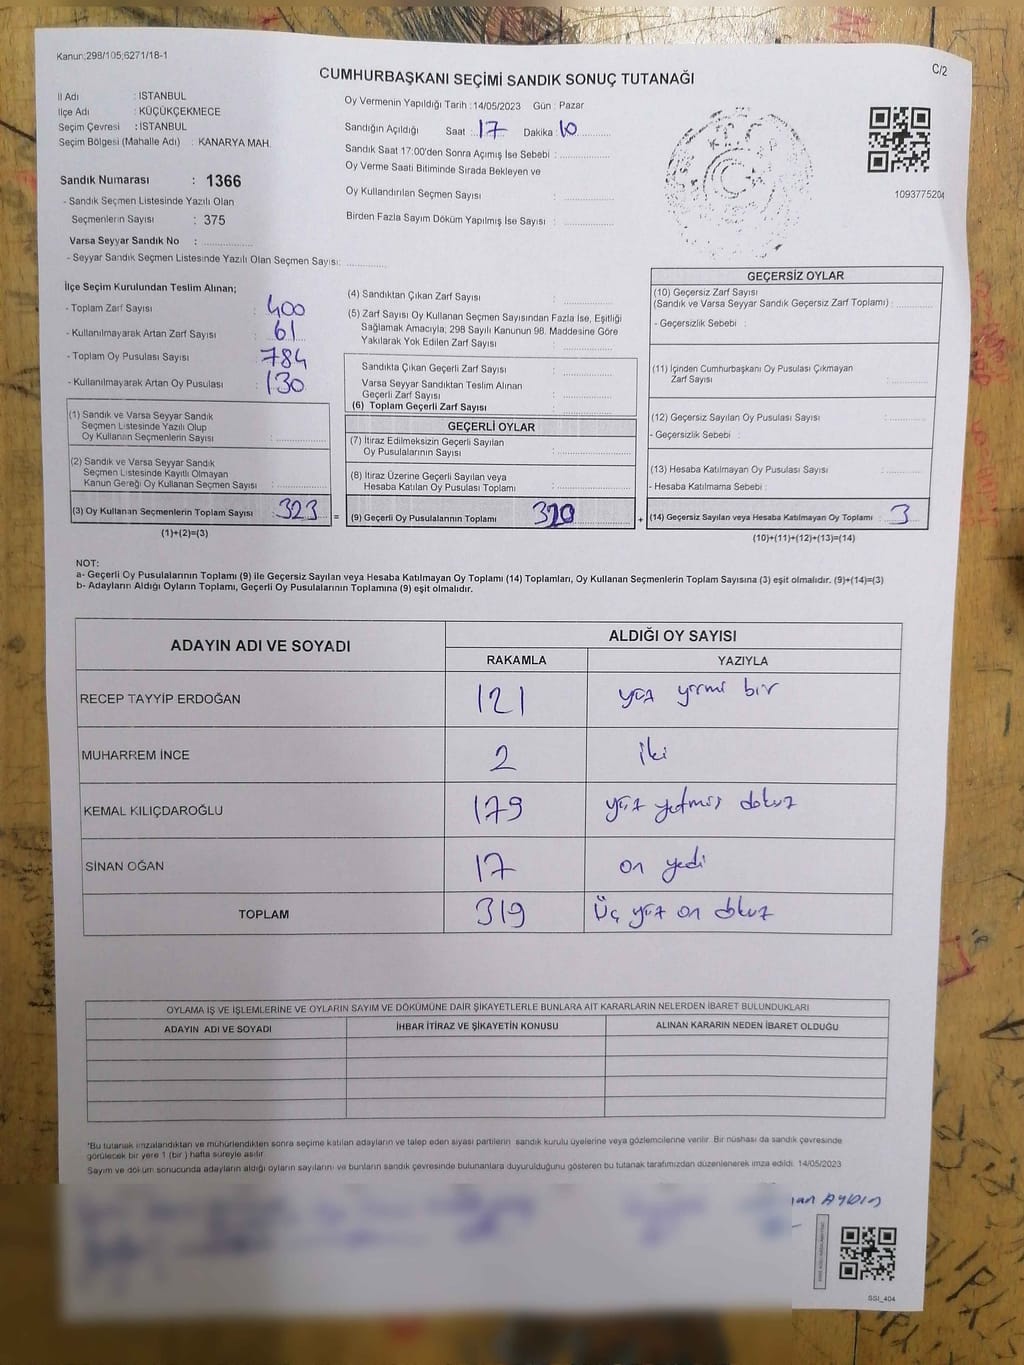 Kanun;298/105;6271/18-1
C/2
CUMHURBAŞKANI SEÇİMİ SANDIK SONUÇ TUTANAĞI
İl Adı : İSTANBUL
İlçe Adı : KÜÇÜKÇEKMECE
Seçim Çevresi : İSTANBUL
Seçim Bölgesi (Mahalle Adı) : KANARYA MAH.
Sandık Numarası : 1366
- Sandık Seçmen Listesinde Yazılı Olan
Seçmenlerin Sayısı : 375
Varsa Seyyar Sandık No :
- Seyyar Sandık Seçmen Listesinde Yazılı Olan Seçmen Sayısı:
Oy Vermenin Yapıldığı Tarih :14/05/2023 Gün : Pazar
Sandığın Açıldığı Saat : 17 Dakika : 10
Sandık Saat 17:00'den Sonra Açımış İse Sebebi :
Oy Verme Saati Bitiminde Sırada Bekleyen ve
Oy Kullandırılan Seçmen Sayısı :
Birden Fazla Sayım Döküm Yapılmış İse Sayısı :
1093775204
İlçe Seçim Kurulundan Teslim Alınan;
- Toplam Zarf Sayısı : 400
- Kullanılmayarak Artan Zarf Sayısı : 61
- Toplam Oy Pusulası Sayısı : 784
- Kullanılmayarak Artan Oy Pusulası : 130
(1) Sandık ve Varsa Seyyar Sandık
Seçmen Listesinde Yazılı Olup
Oy Kullanan Seçmenlerin Sayısı :
(2) Sandık ve Varsa Seyyar Sandık
Seçmen Listesinde Kayıtlı Olmayan
Kanun Gereği Oy Kullanan Seçmen Sayısı :
(3) Oy Kullanan Seçmenlerin Toplam Sayısı : 323 =
(1)+(2)=(3)
(4) Sandıktan Çıkan Zarf Sayısı :
(5) Zarf Sayısı Oy Kullanan Seçmen Sayısından Fazla İse, Eşitliği
Sağlamak Amacıyla; 298 Sayılı Kanunun 98. Maddesine Göre
Yakılarak Yok Edilen Zarf Sayısı :
Sandıkta Çıkan Geçerli Zarf Sayısı :
Varsa Seyyar Sandıktan Teslim Alınan
Geçerli Zarf Sayısı :
(6) Toplam Geçerli Zarf Sayısı :
GEÇERLİ OYLAR
(7) İtiraz Edilmeksizin Geçerli Sayılan
Oy Pusulalarının Sayısı :
(8) İtiraz Üzerine Geçerli Sayılan veya
Hesaba Katılan Oy Pusulası Toplamı :
(9) Geçerli Oy Pusulalarının Toplamı : 320 +
GEÇERSİZ OYLAR
(10) Geçersiz Zarf Sayısı
(Sandık ve Varsa Seyyar Sandık Geçersiz Zarf Toplamı) :
- Geçersizlik Sebebi :
(11) İçinden Cumhurbaşkanı Oy Pusulası Çıkmayan
Zarf Sayısı :
(12) Geçersiz Sayılan Oy Pusulası Sayısı :
- Geçersizlik Sebebi :
(13) Hesaba Katılmayan Oy Pusulası Sayısı :
- Hesaba Katılmama Sebebi :
(14) Geçersiz Sayılan veya Hesaba Katılmayan Oy Toplamı : 3
(10)+(11)+(12)+(13)=(14)
NOT:
a- Geçerli Oy Pusulalarının Toplamı (9) ile Geçersiz Sayılan veya Hesaba Katılmayan Oy Toplamı (14) Toplamları, Oy Kullanan Seçmenlerin Toplam Sayısına (3) eşit olmalıdır. (9)+(14)=(3)
b- Adayların Aldığı Oyların Toplamı, Geçerli Oy Pusulalarının Toplamına (9) eşit olmalıdır.
ADAYIN ADI VE SOYADI ALDIĞI OY SAYISI
RAKAMLA YAZIYLA
RECEP TAYYİP ERDOĞAN 121 yüz yirmi bir
MUHARREM İNCE 2 iki
KEMAL KILIÇDAROĞLU 179 yüz yetmiş dokuz
SİNAN OĞAN 17 on yedi
TOPLAM 319 üç yüz on dokuz
OYLAMA İŞ VE İŞLEMLERİNE VE OYLARIN SAYIM VE DÖKÜMÜNE DAİR ŞİKAYETLERLE BUNLARA AİT KARARLARIN NELERDEN İBARET BULUNDUKLARI
ADAYIN ADI VE SOYADI İHBAR İTİRAZ VE ŞİKAYETİN KONUSU ALINAN KARARIN NEDEN İBARET OLDUĞU
*Bu tutanak imzalandıktan ve mühürlendikten sonra seçime katılan adayların ve talep eden siyasi partilerin sandık kurulu üyelerine veya gözlemcilerine verilir. Bir nüshası da sandık çevresinde
görülecek bir yere 1 (bir) hafta süreyle asılır.
Sayım ve döküm sonucunda adayların aldığı oyların sayılarını ve bunların sandık çevresinde bulunanlara duyurulduğunu gösteren bu tutanak tarafımızdan düzenlenerek imza edildi. 14/05/2023
SSI_404